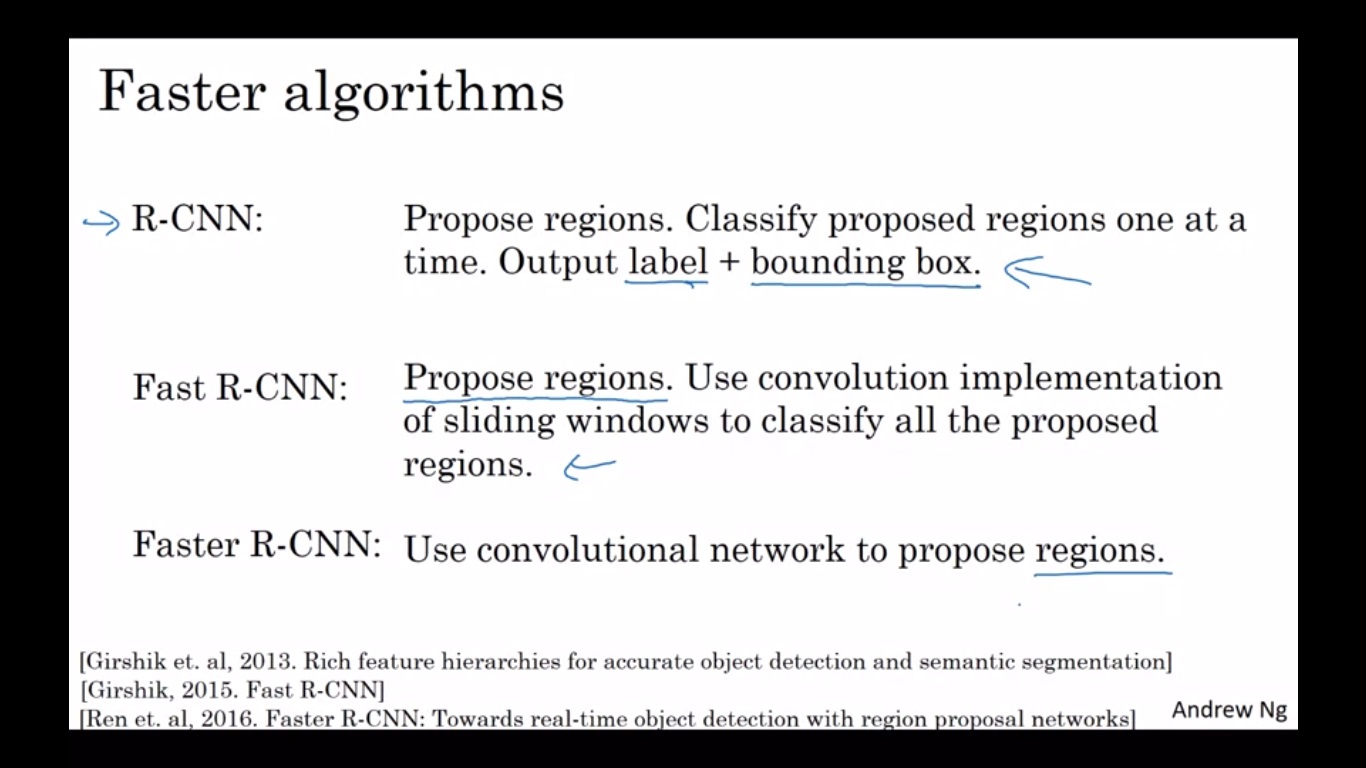 Faster algorithms
R-CNN: Propose regions. Classify proposed regions one at a
time. Output label + bounding box.
Fast R-CNN: Propose regions. Use convolution implementation
of sliding windows to classify all the proposed
regions.
Faster R-CNN: Use convolutional network to propose regions.
[Girshik et. al, 2013. Rich feature hierarchies for accurate object detection and semantic segmentation]
[Girshik, 2015. Fast R-CNN]
[Ren et. al, 2016. Faster R-CNN: Towards real-time object detection with region proposal networks]
Andrew Ng